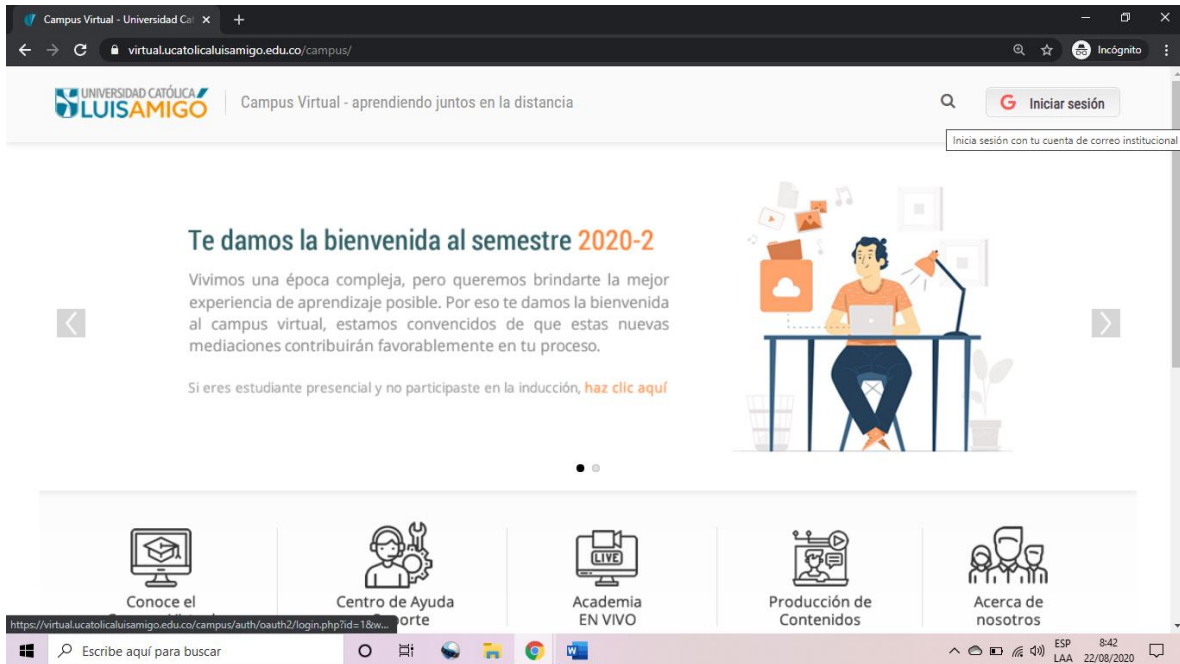 Campus Virtual - Universidad Cat
virtual.ucatolicaluisamigo.edu.co/campus/
Incógnito
UNIVERSIDAD CATÓLICA
LUISAMIGÓ
Campus Virtual - aprendiendo juntos en la distancia
G Iniciar sesión
Inicia sesión con tu cuenta de correo institucional
Te damos la bienvenida al semestre 2020-2
Vivimos una época compleja, pero queremos brindarte la mejor
experiencia de aprendizaje posible. Por eso te damos la bienvenida
al campus virtual, estamos convencidos de que estas nuevas
mediaciones contribuirán favorablemente en tu proceso.
Si eres estudiante presencial y no participaste en la inducción, haz clic aquí
LIVE
Conoce el
Centro de Ayuda
Academia
EN VIVO
Producción de
Contenidos
Acerca de
nosotros
https://virtual.ucatolicaluisamigo.edu.co/campus/auth/oauth2/login.php?id=1&w...
Escribe aquí para buscar
ESP
LAA
8:42
22/08/2020